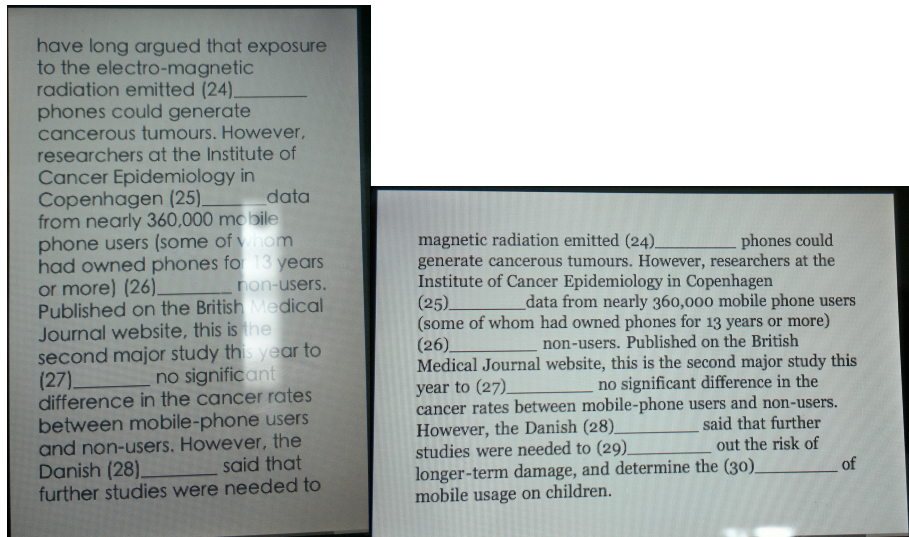 have long argued that exposure
to the electro-magnetic
radiation emitted (24)________
phones could generate
cancerous tumours. However,
researchers at the Institute of
Cancer Epidemiology in
Copenhagen (25)_______data
from nearly 360,000 mobile
phone users (some of whom
had owned phones for 13 years
or more) (26)________ non-users.
Published on the British Medical
Journal website, this is the
second major study this year to
(27)________ no significant
difference in the cancer rates
between mobile-phone users
and non-users. However, the
Danish (28)________ said that
further studies were needed to
magnetic radiation emitted (24)_________ phones could
generate cancerous tumours. However, researchers at the
Institute of Cancer Epidemiology in Copenhagen
(25)_________data from nearly 360,000 mobile phone users
(some of whom had owned phones for 13 years or more)
(26)_________ non-users. Published on the British
Medical Journal website, this is the second major study this
year to (27)_________ no significant difference in the
cancer rates between mobile-phone users and non-users.
However, the Danish (28)_________ said that further
studies were needed to (29)_________ out the risk of
longer-term damage, and determine the (30)_________ of
mobile usage on children.